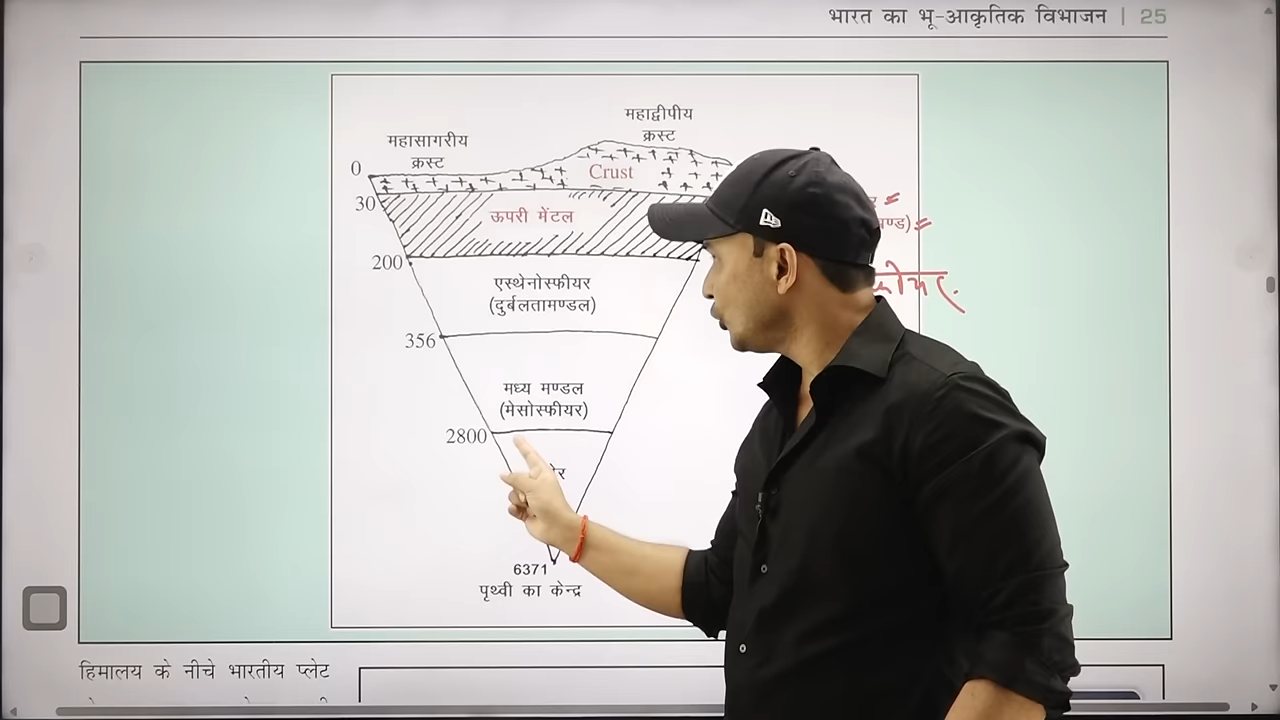 भारत का भू-आकृतिक विभाजन | 25
महाद्वीपीय
क्रस्ट
महासागरीय
क्रस्ट
0
Crust
30
ऊपरी मेंटल
200
एस्थेनोस्फीयर
(दुर्बलतामण्डल)
356
मध्य मण्डल
(मेसोस्फीयर)
2800
6371
पृथ्वी का केन्द्र
हिमालय के नीचे भारतीय प्लेट